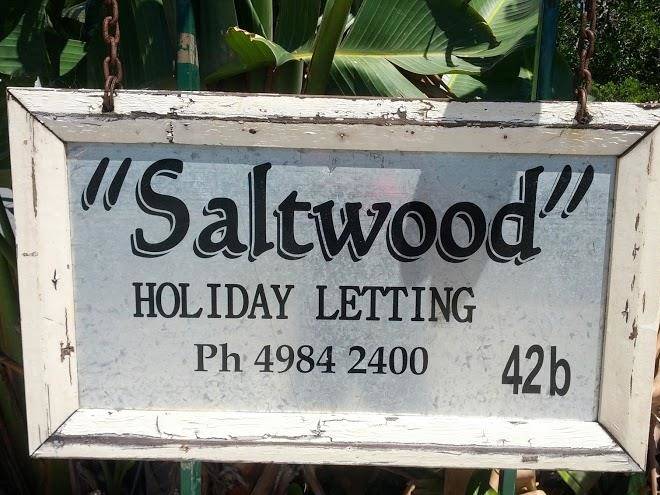 "Saltwood"
HOLIDAY LETTING
Ph 4984 2400
42b